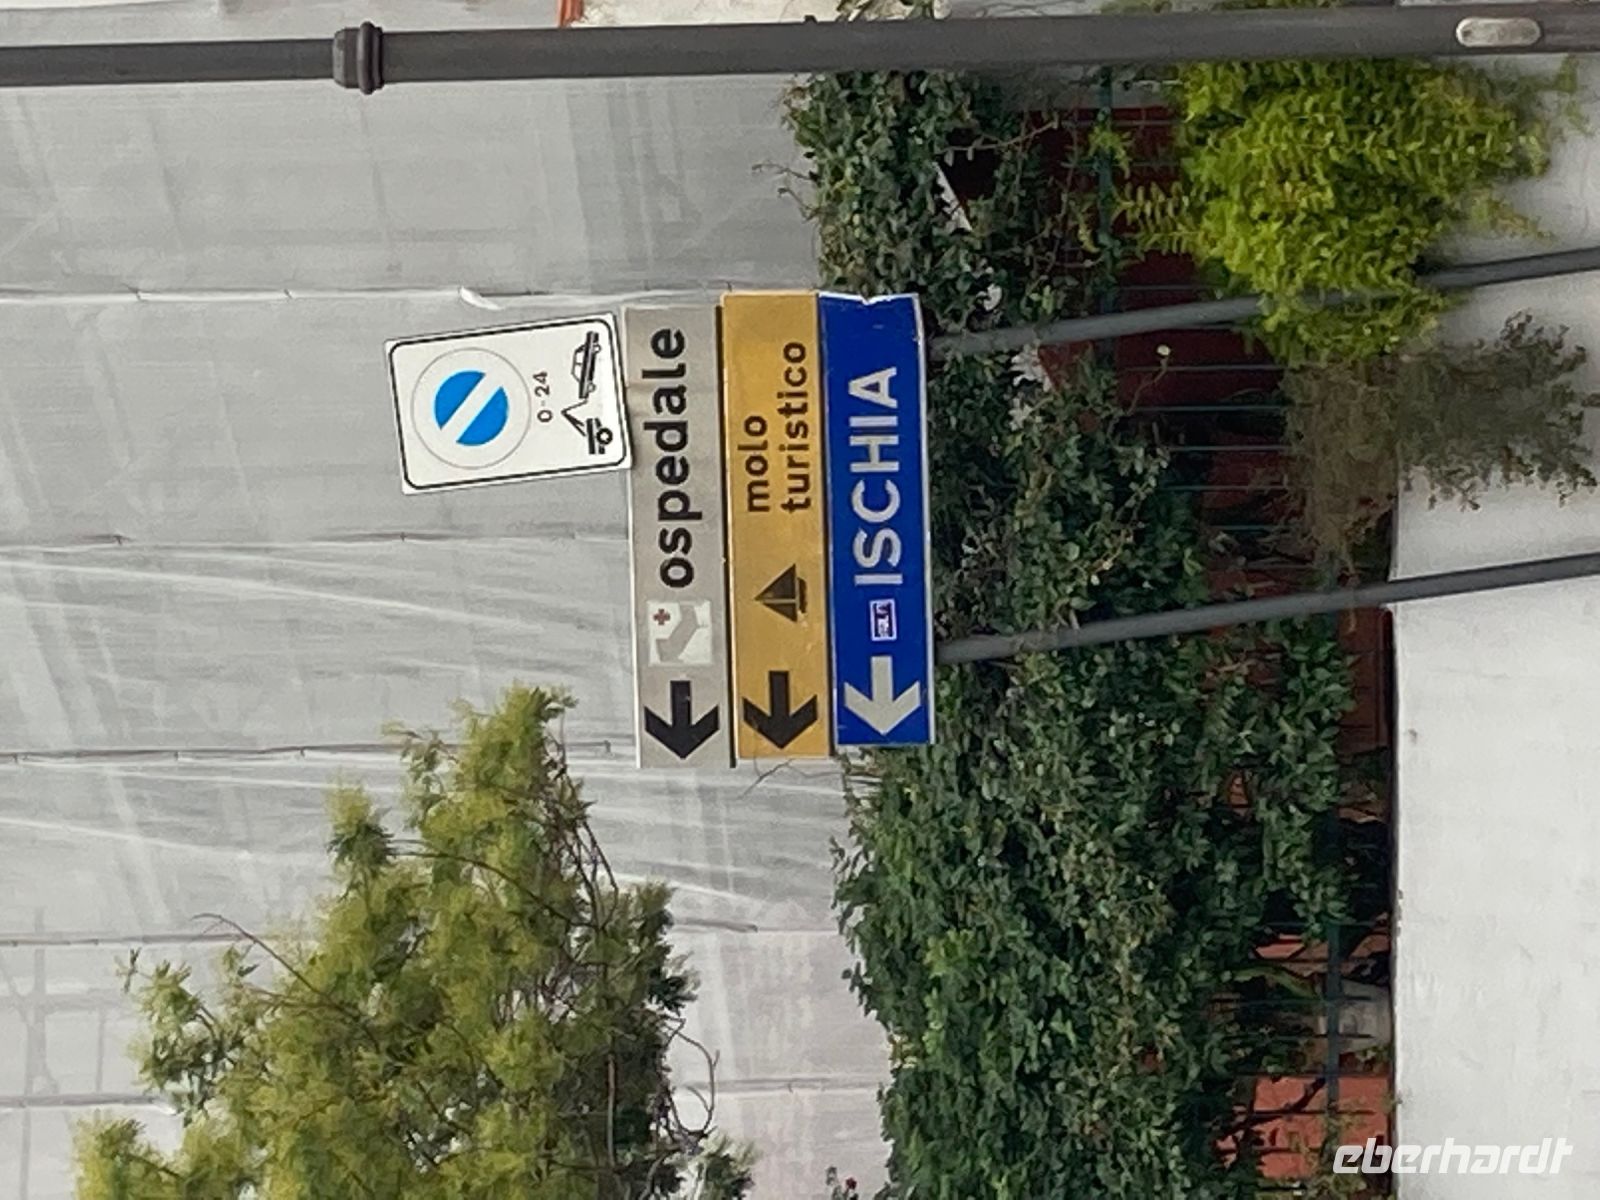 0-24
ospedale
molo
turistico
ISCHIA
eberhardt